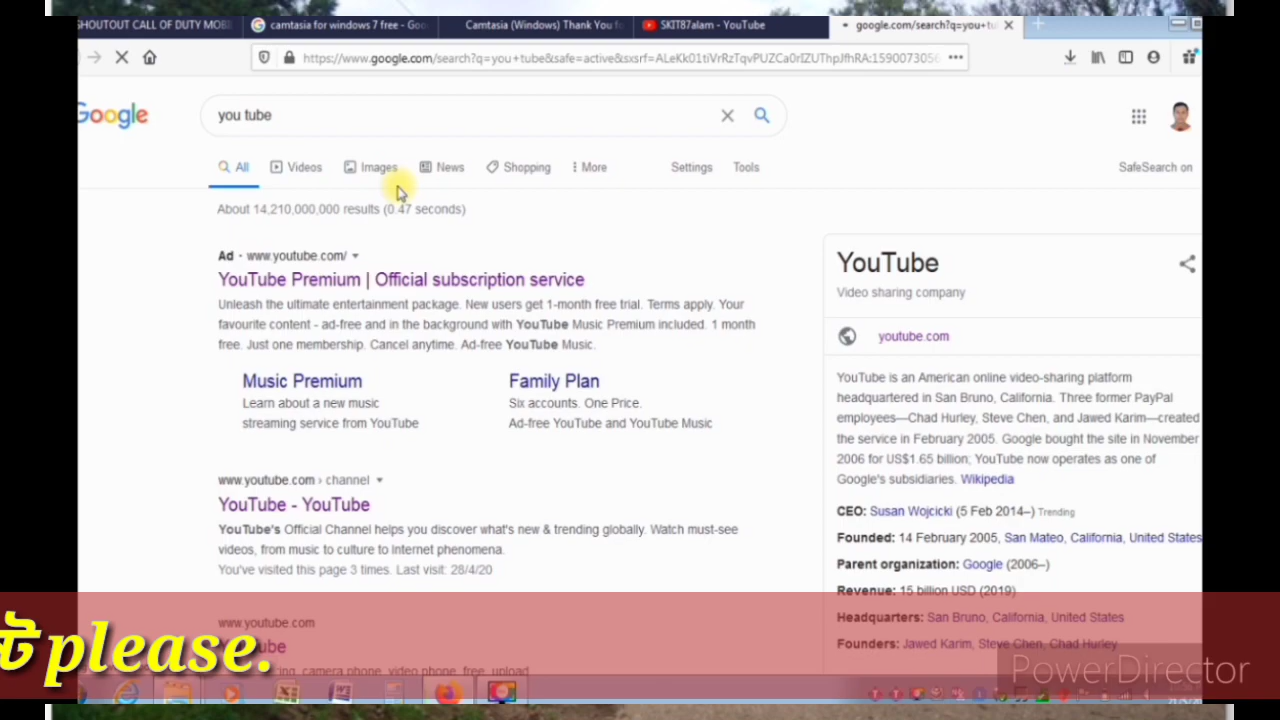 SHOUTOUT CALL OF DUTY MOBI
camtasia for windows 7 free - Goo
Camtasia (Windows) Thank You f
SKIT87alam - YouTube
google.com/search?q=you+tu
https://www.google.com/search?q=you+tube&safe=active&sxsrf=ALeKk01tiVrRzTqvPUZCa0rIZUThpJfhRA:1590073056
Google
you tube
All Videos Images News Shopping More Settings Tools SafeSearch on
About 14,210,000,000 results (0.47 seconds)
Ad · www.youtube.com/
YouTube Premium | Official subscription service
Unleash the ultimate entertainment package. New users get 1-month free trial. Terms apply. Your
favourite content - ad-free and in the background with YouTube Music Premium included. 1 month
free. Just one membership. Cancel anytime. Ad-free YouTube Music.
Music Premium
Learn about a new music
streaming service from YouTube
Family Plan
Six accounts. One Price.
Ad-free YouTube and YouTube Music
www.youtube.com › channel
YouTube - YouTube
YouTube's Official Channel helps you discover what's new & trending globally. Watch must-see
videos, from music to culture to Internet phenomena.
You've visited this page 3 times. Last visit: 28/4/20
www.youtube.com
camera phone, video phone, free, upload
YouTube
Video sharing company
youtube.com
YouTube is an American online video-sharing platform
headquartered in San Bruno, California. Three former PayPal
employees—Chad Hurley, Steve Chen, and Jawed Karim—created
the service in February 2005. Google bought the site in November
2006 for US$1.65 billion; YouTube now operates as one of
Google's subsidiaries. Wikipedia
CEO: Susan Wojcicki (5 Feb 2014–) Trending
Founded: 14 February 2005, San Mateo, California, United States
Parent organization: Google (2006–)
Revenue: 15 billion USD (2019)
Headquarters: San Bruno, California, United States
Founders: Jawed Karim, Steve Chen, Chad Hurley
please.
PowerDirector